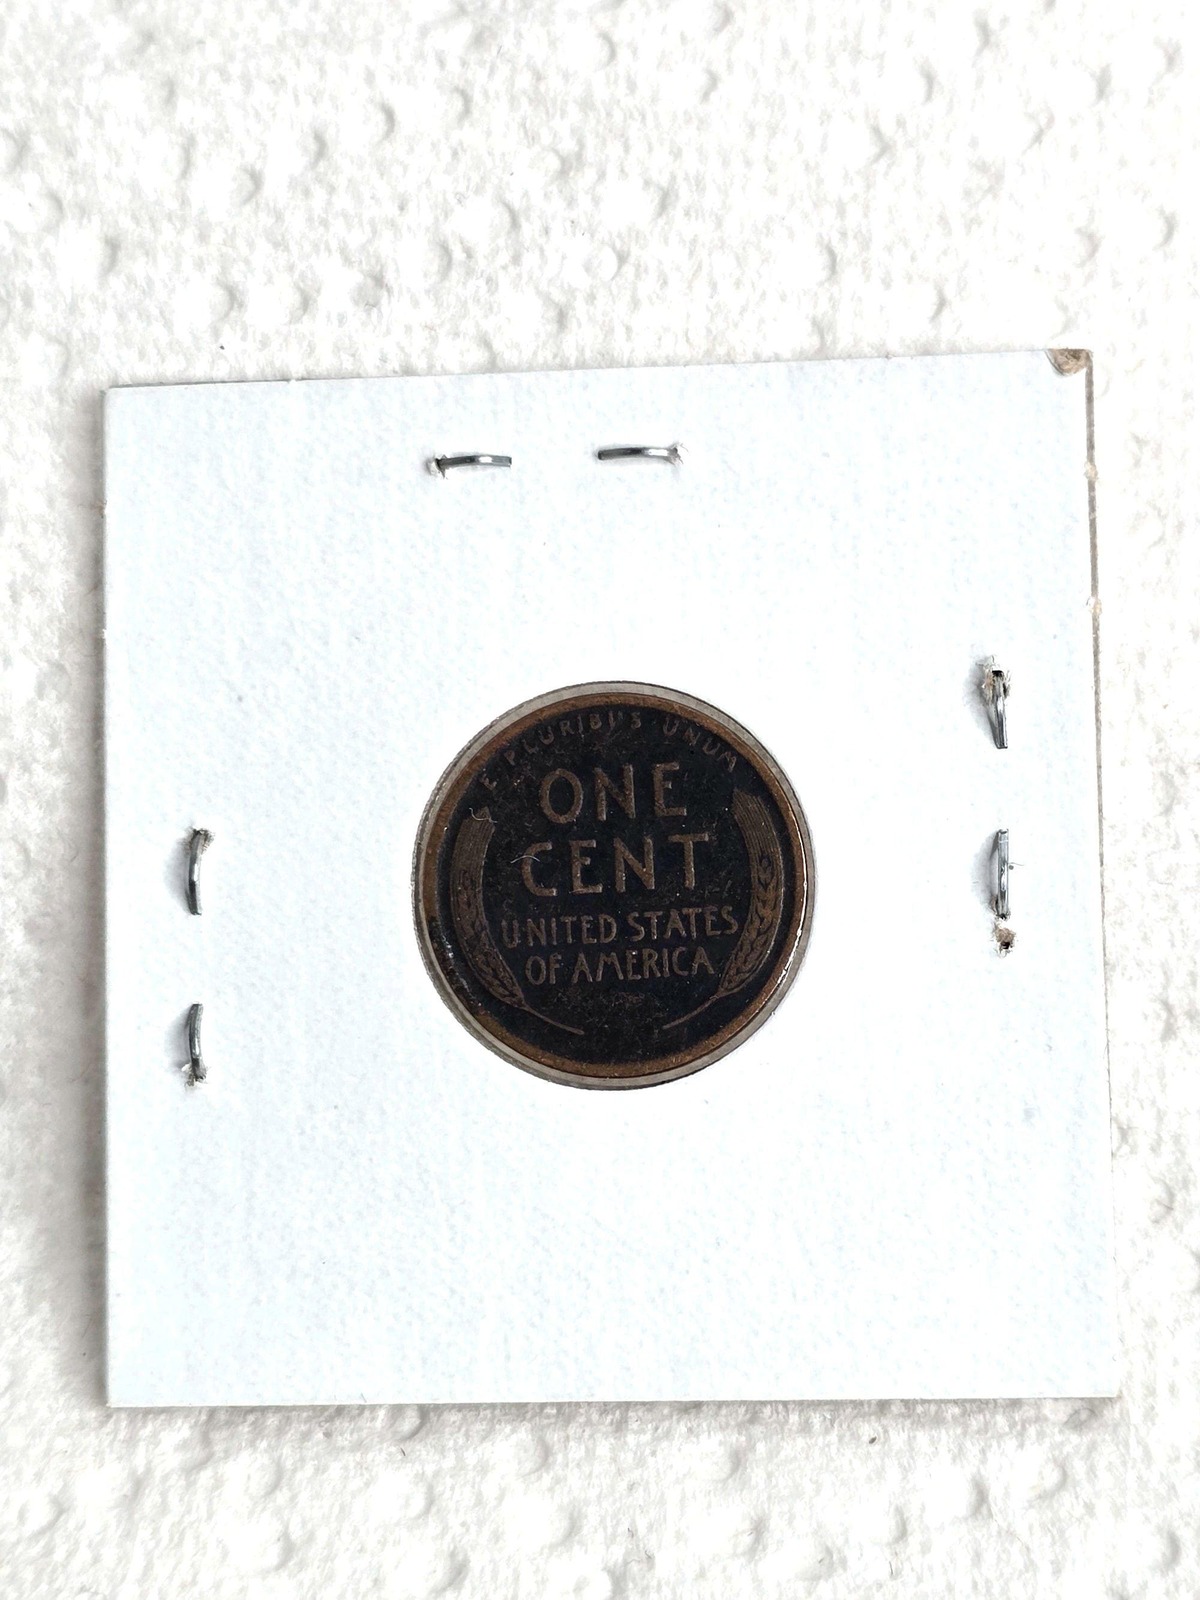 E PLURIBUS UNUM
ONE
CENT
UNITED STATES
OF AMERICA